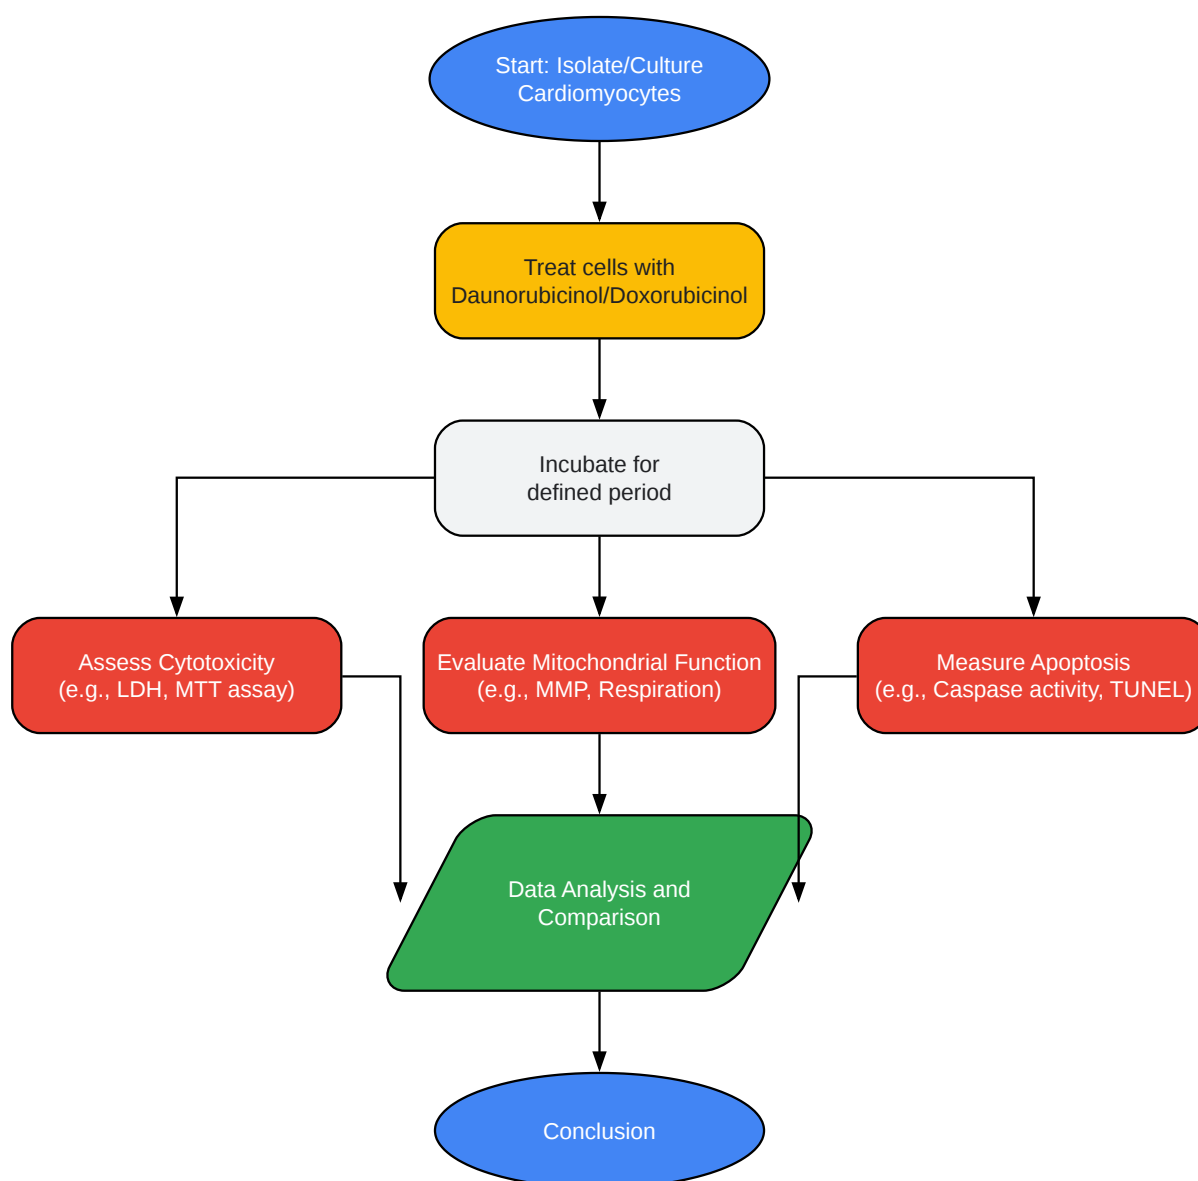 Start: Isolate/Culture
Cardiomyocytes
Treat cells with
Daunorubicinol/Doxorubicinol
Incubate for
defined period
Assess Cytotoxicity
(e.g., LDH, MTT assay)
Evaluate Mitochondrial Function
(e.g., MMP, Respiration)
Measure Apoptosis
(e.g., Caspase activity, TUNEL)
Data Analysis and
Comparison
Conclusion